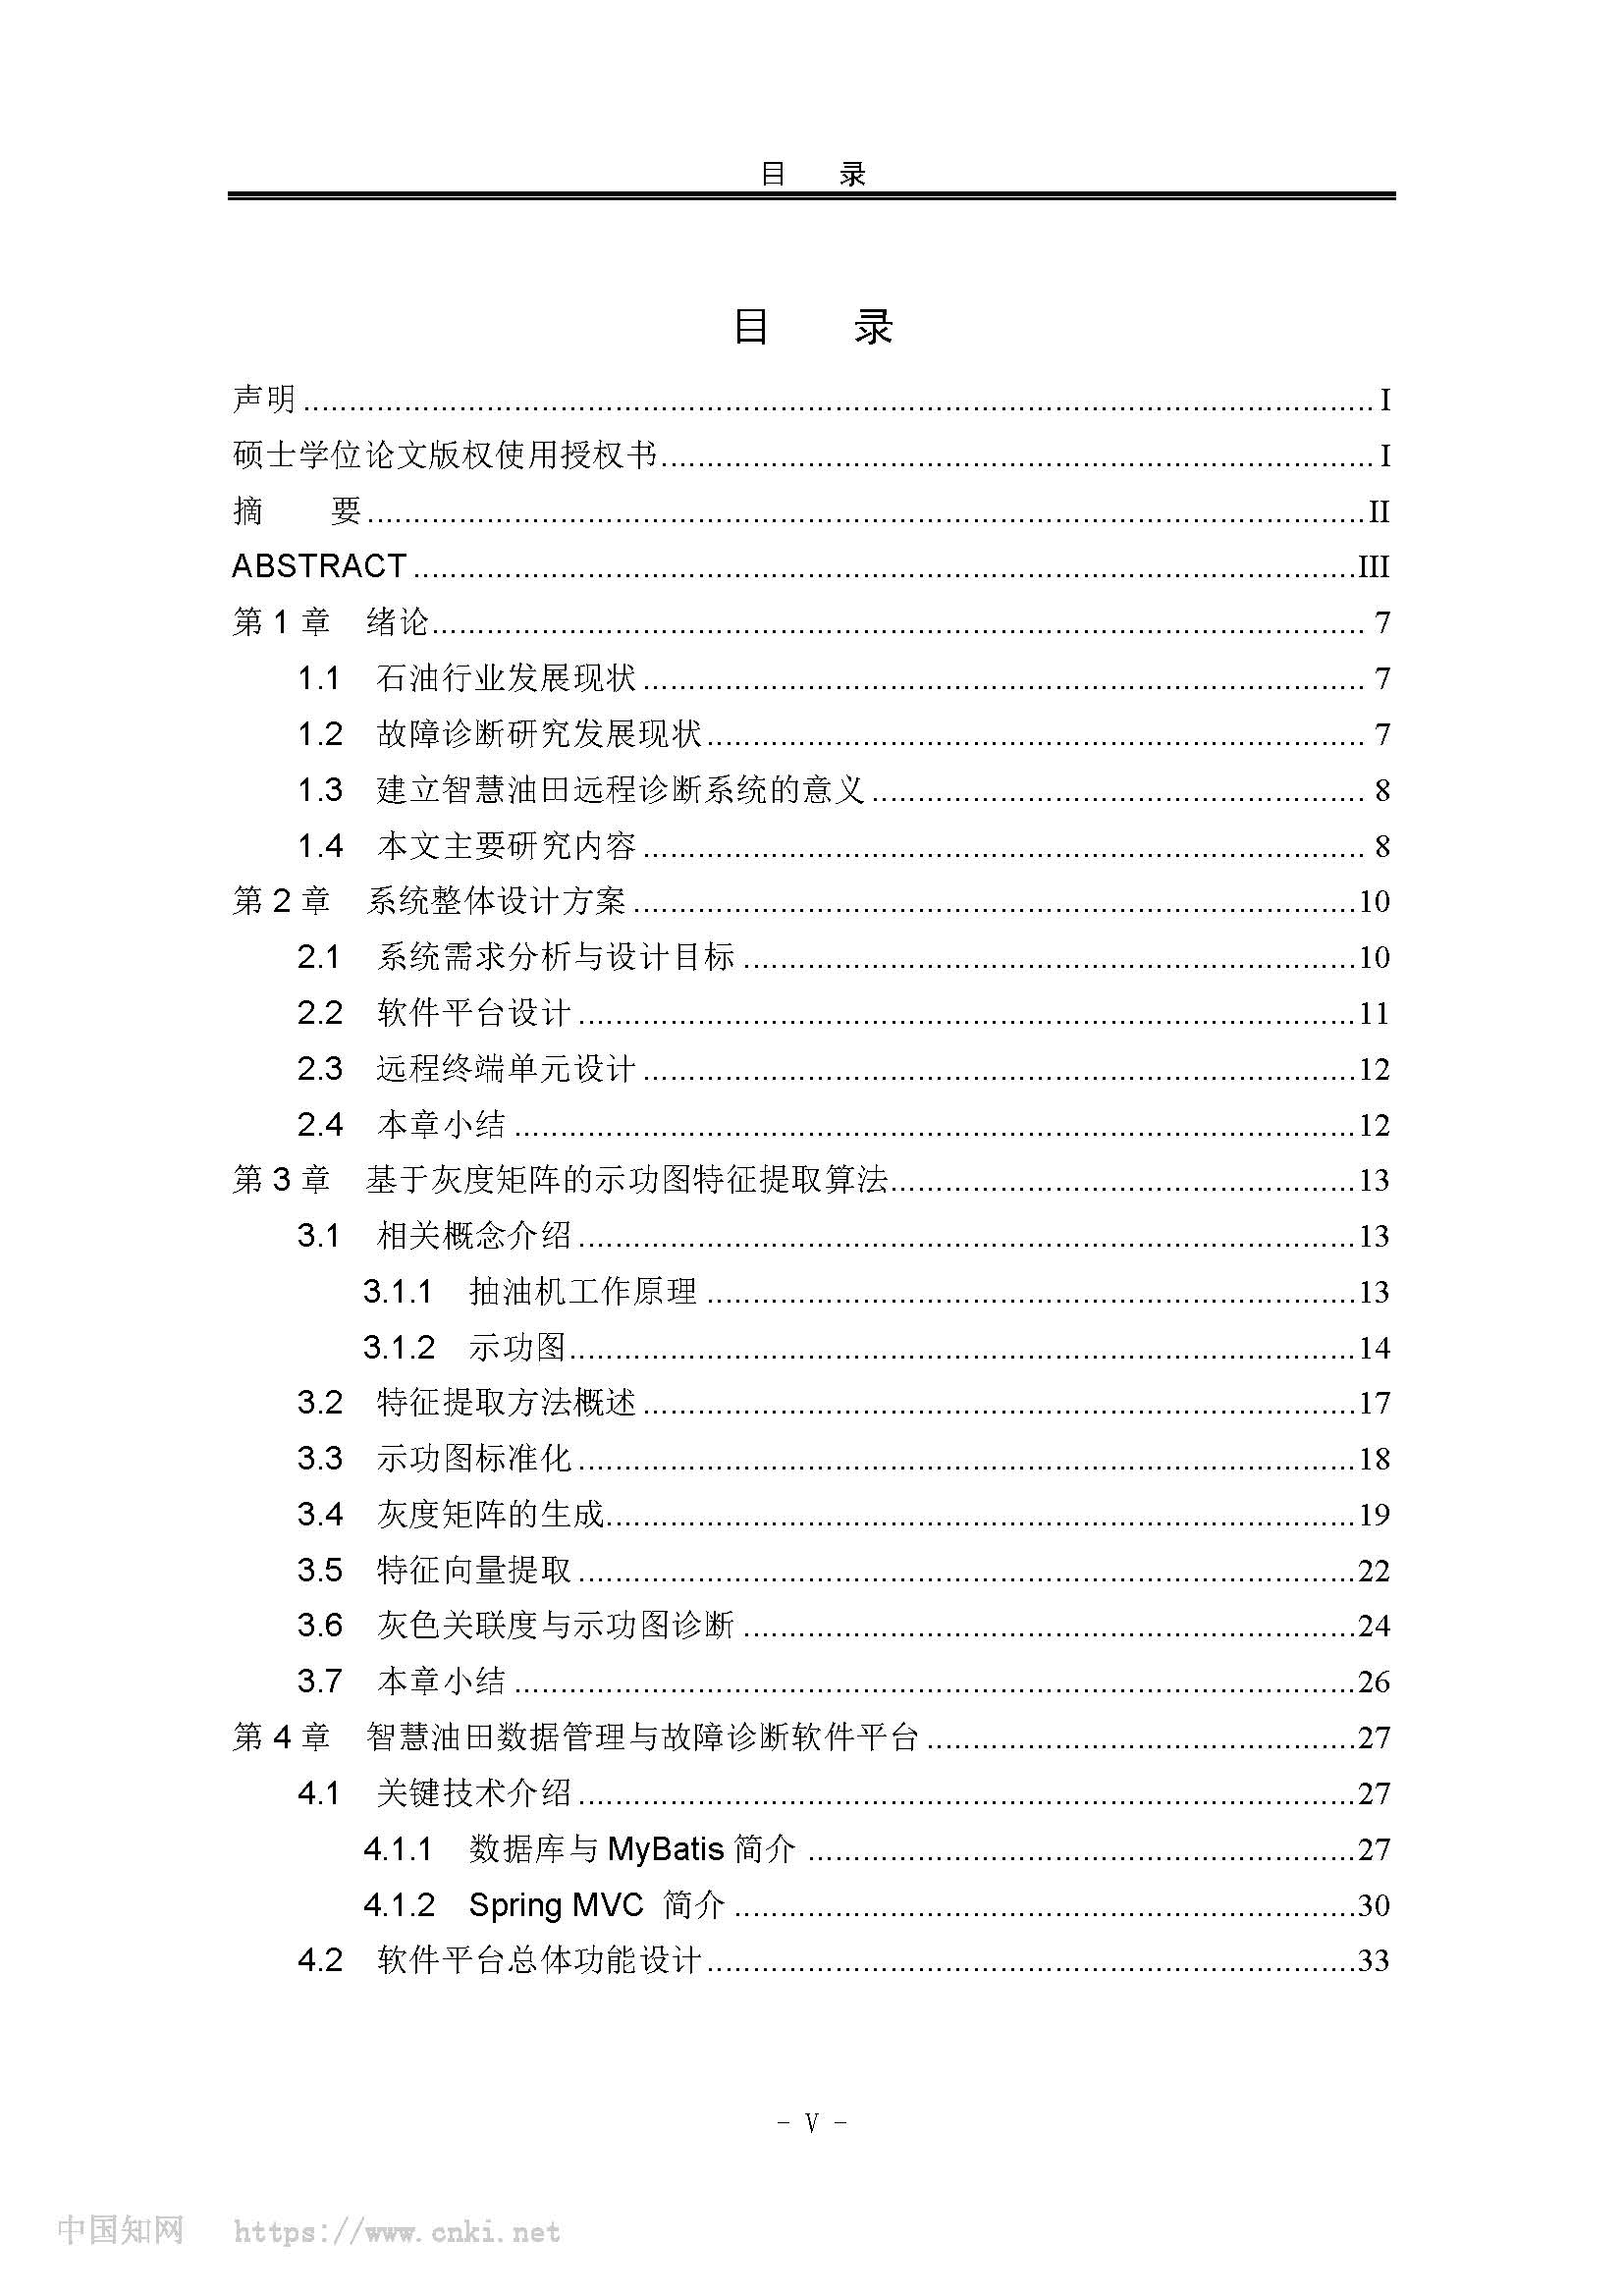 目 录
目 录
声明 ........ I
硕士学位论文版权使用授权书 ........ I
摘 要 ........ II
ABSTRACT ........ III
第 1 章 绪论 ........ 7
1.1 石油行业发展现状 ........ 7
1.2 故障诊断研究发展现状 ........ 7
1.3 建立智慧油田远程诊断系统的意义 ........ 8
1.4 本文主要研究内容 ........ 8
第 2 章 系统整体设计方案 ........ 10
2.1 系统需求分析与设计目标 ........ 10
2.2 软件平台设计 ........ 11
2.3 远程终端单元设计 ........ 12
2.4 本章小结 ........ 12
第 3 章 基于灰度矩阵的示功图特征提取算法 ........ 13
3.1 相关概念介绍 ........ 13
3.1.1 抽油机工作原理 ........ 13
3.1.2 示功图 ........ 14
3.2 特征提取方法概述 ........ 17
3.3 示功图标准化 ........ 18
3.4 灰度矩阵的生成 ........ 19
3.5 特征向量提取 ........ 22
3.6 灰色关联度与示功图诊断 ........ 24
3.7 本章小结 ........ 26
第 4 章 智慧油田数据管理与故障诊断软件平台 ........ 27
4.1 关键技术介绍 ........ 27
4.1.1 数据库与 MyBatis 简介 ........ 27
4.1.2 Spring MVC 简介 ........ 30
4.2 软件平台总体功能设计 ........ 33
- V -
中国知网 https://www.cnki.net